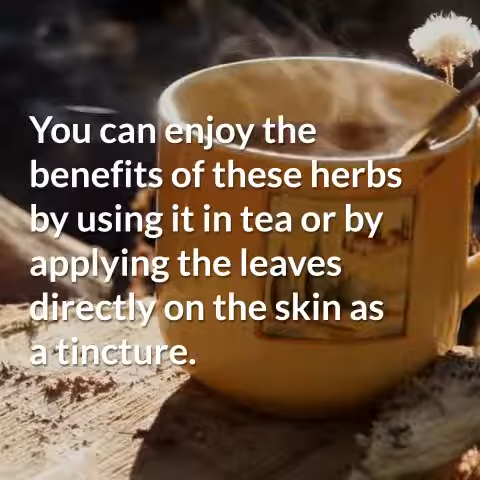 You can enjoy the
benefits of these herbs
by using it in tea or by
applying the leaves
directly on the skin as
a tincture.